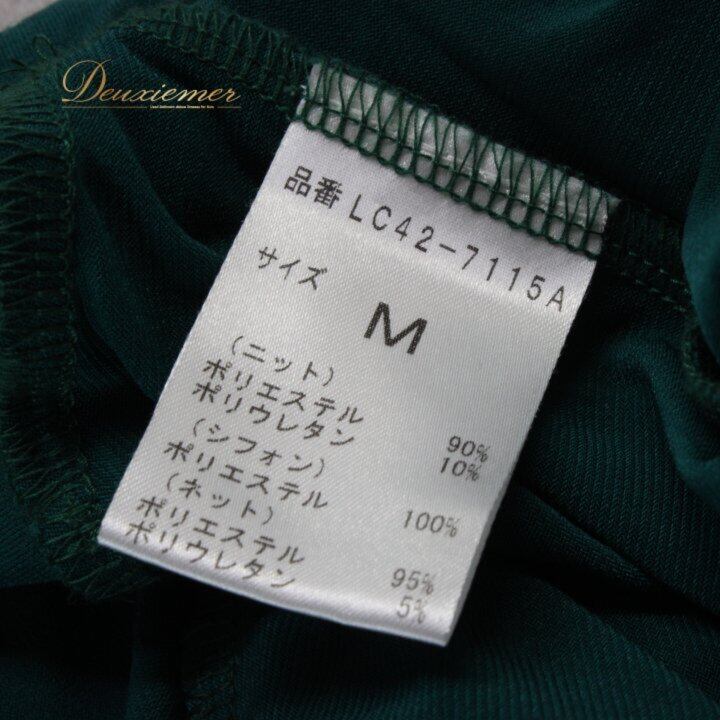 Deuxiemer
品番 LC42-7115A
サイズ
M
(ニット)
ポリエステル 90%
ポリウレタン 10%
(シフォン)
ポリエステル 100%
(ネット)
ポリエステル 95%
ポリウレタン 5%